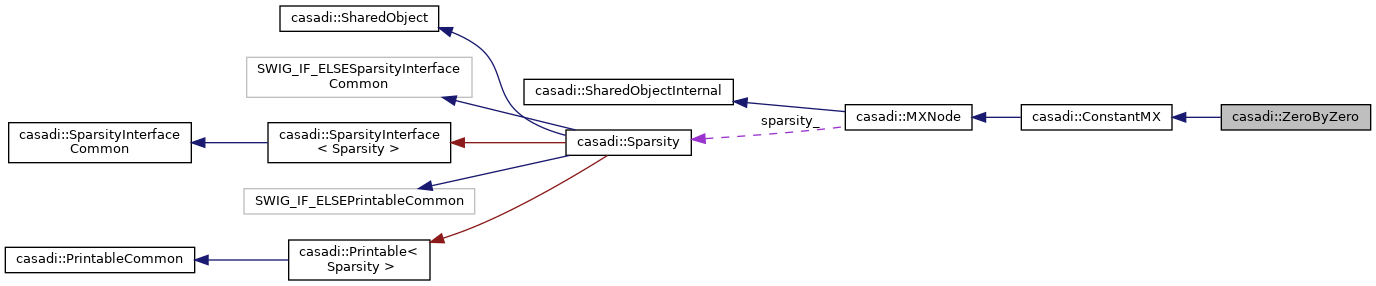 casadi::SharedObject
SWIG_IF_ELSESparsityInterface
Common
casadi::SharedObjectInternal
casadi::SparsityInterface
Common
casadi::SparsityInterface
< Sparsity >
casadi::Sparsity
sparsity_
casadi::MXNode
casadi::ConstantMX
casadi::ZeroByZero
SWIG_IF_ELSEPrintableCommon
casadi::PrintableCommon
casadi::Printable<
Sparsity >